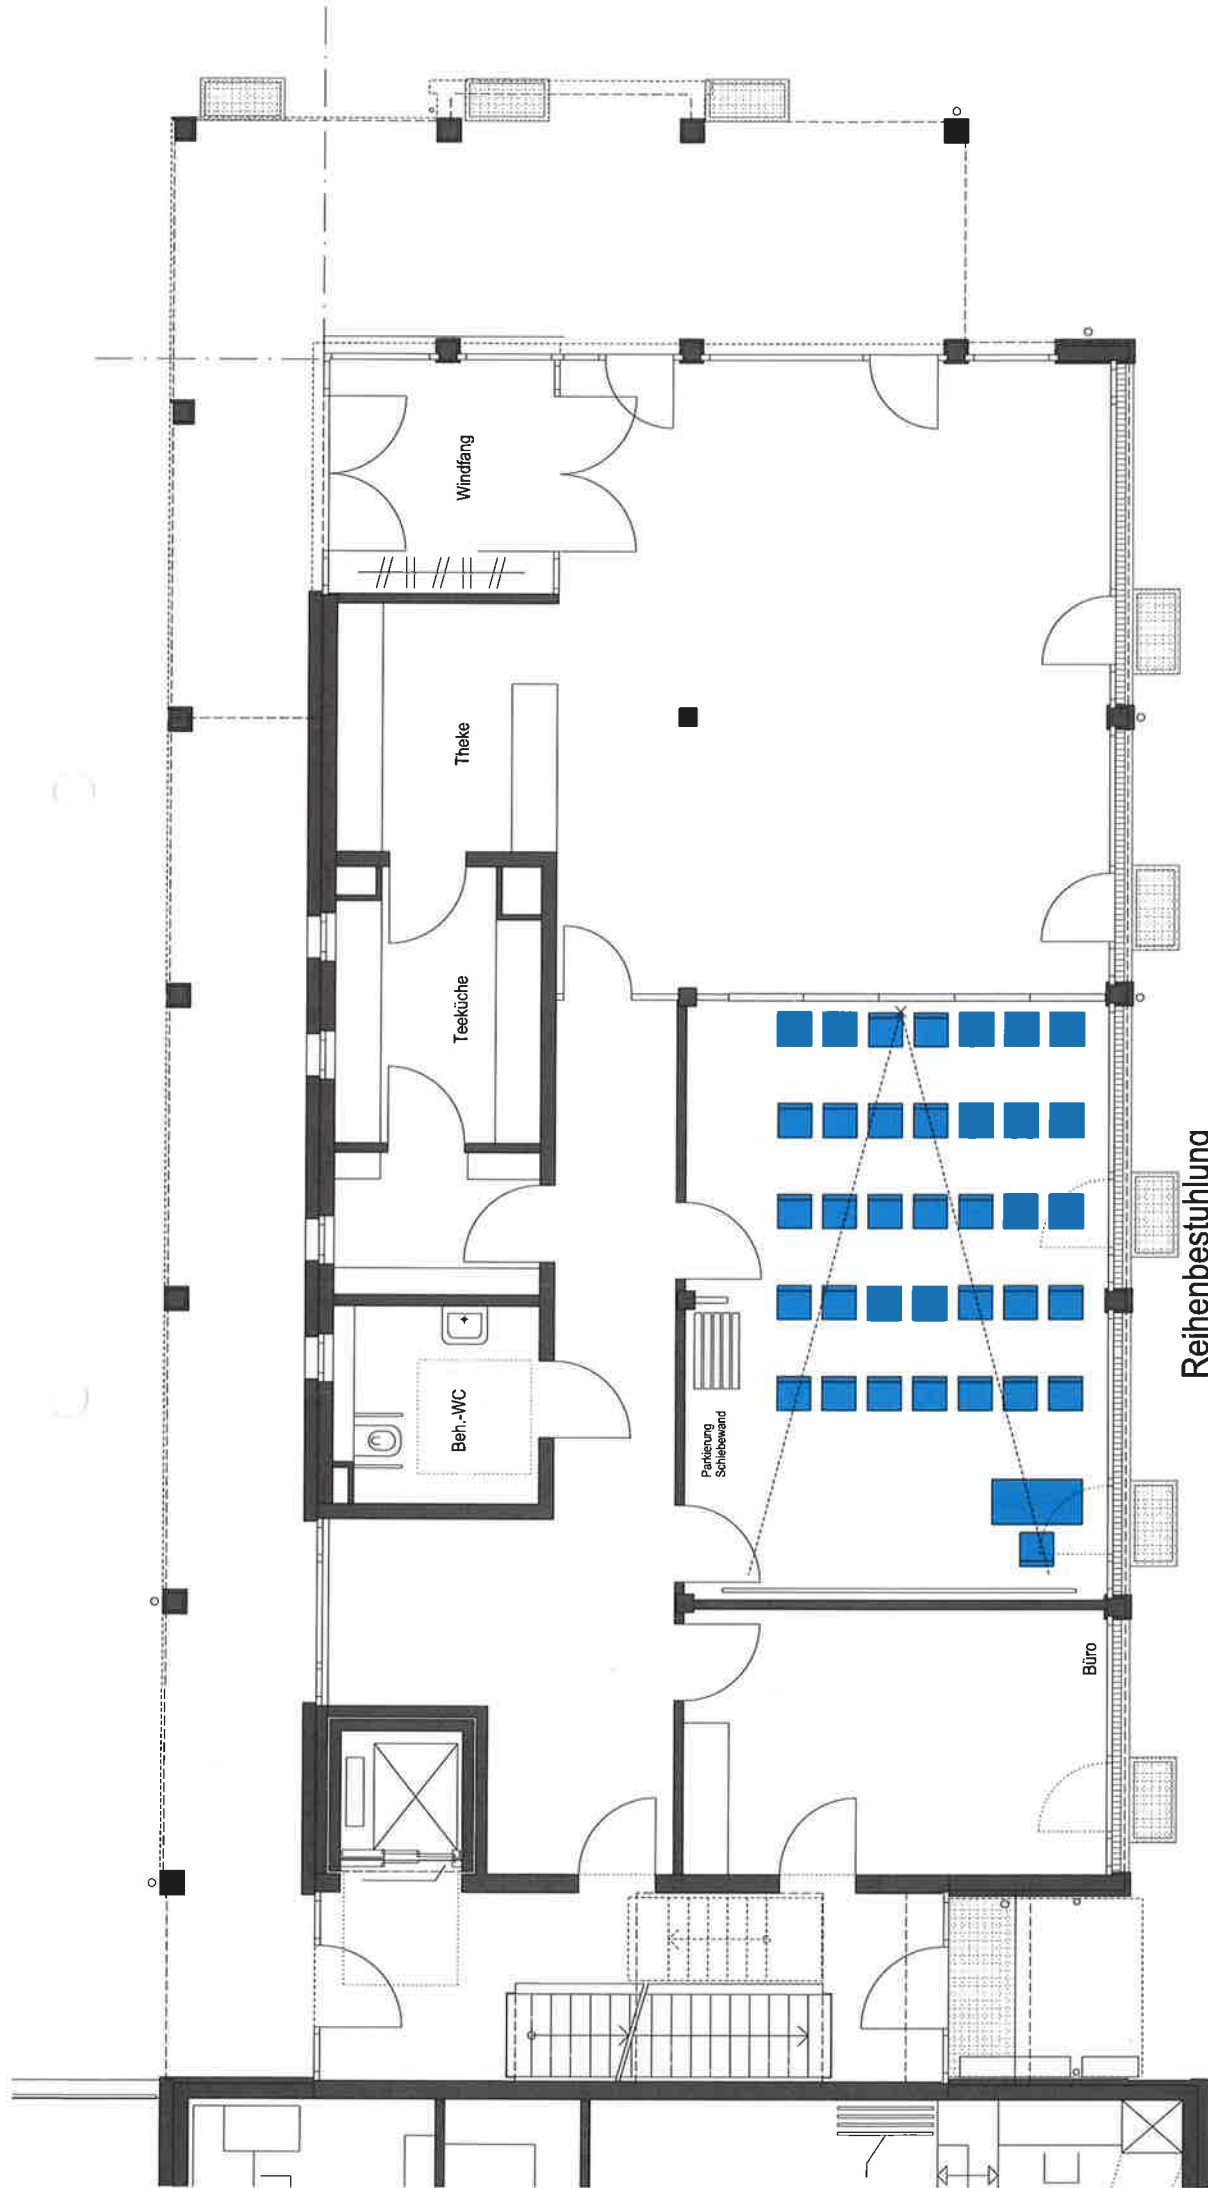 Windfang
Theke
Teeküche
Beh.-WC
Parkierung
Schiebewand
Büro
Reihenbestuhlung